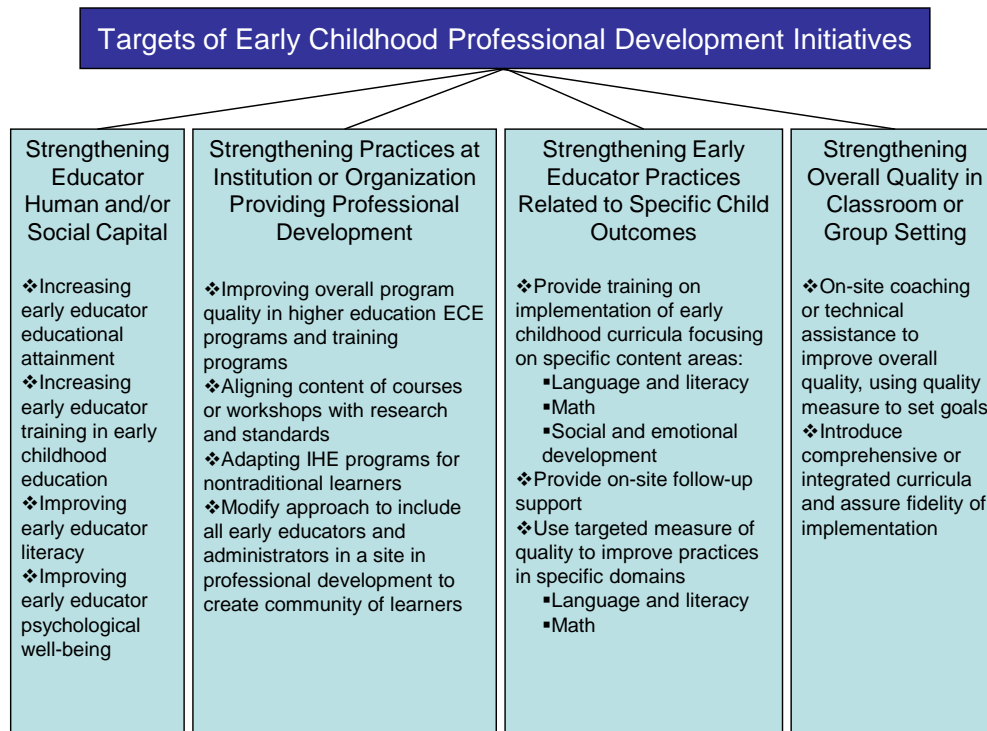 Targets of Early Childhood Professional Development Initiatives
Strengthening
Educator
Human and/or
Social Capital
❖Increasing
early educator
educational
attainment
❖Increasing
early educator
training in early
childhood
education
❖Improving
early educator
literacy
❖Improving
early educator
psychological
well-being
Strengthening Practices at
Institution or Organization
Providing Professional
Development
❖Improving overall program
quality in higher education ECE
programs and training
programs
❖Aligning content of courses
or workshops with research
and standards
❖Adapting IHE programs for
nontraditional learners
❖Modify approach to include
all early educators and
administrators in a site in
professional development to
create community of learners
Strengthening Early
Educator Practices
Related to Specific Child
Outcomes
❖Provide training on
implementation of early
childhood curricula focusing
on specific content areas:
▪Language and literacy
▪Math
▪Social and emotional
development
❖Provide on-site follow-up
support
❖Use targeted measure of
quality to improve practices
in specific domains
▪Language and literacy
▪Math
Strengthening
Overall Quality in
Classroom or
Group Setting
❖On-site coaching
or technical
assistance to
improve overall
quality, using quality
measure to set goals
❖Introduce
comprehensive or
integrated curricula
and assure fidelity of
implementation